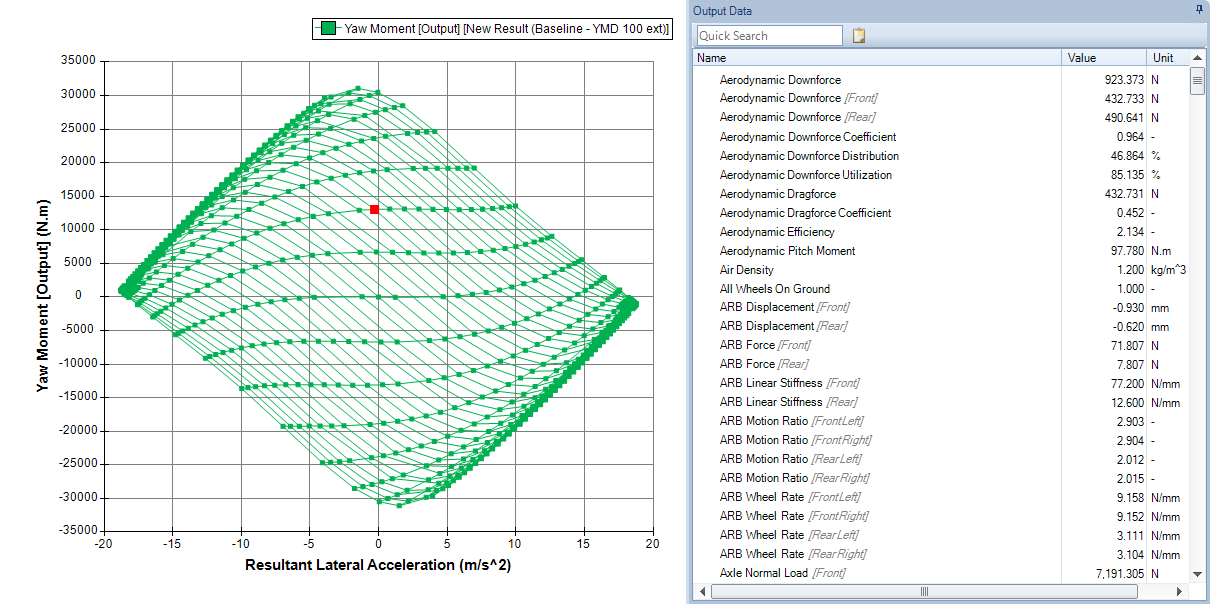 Yaw Moment [Output] [New Result (Baseline - YMD 100 ext)]
35000
30000
25000
20000
15000
10000
5000
0
-5000
-10000
-15000
-20000
-25000
-30000
-35000
Yaw Moment [Output] (N.m)
-20 -15 -10 -5 0 5 10 15 20
Resultant Lateral Acceleration (m/s^2)
Output Data
Quick Search
Name Value Unit
Aerodynamic Downforce 923.373 N
Aerodynamic Downforce [Front] 432.733 N
Aerodynamic Downforce [Rear] 490.641 N
Aerodynamic Downforce Coefficient 0.964 -
Aerodynamic Downforce Distribution 46.864 %
Aerodynamic Downforce Utilization 85.135 %
Aerodynamic Dragforce 432.731 N
Aerodynamic Dragforce Coefficient 0.452 -
Aerodynamic Efficiency 2.134 -
Aerodynamic Pitch Moment 97.780 N.m
Air Density 1.200 kg/m^3
All Wheels On Ground 1.000 -
ARB Displacement [Front] -0.930 mm
ARB Displacement [Rear] -0.620 mm
ARB Force [Front] 71.807 N
ARB Force [Rear] 7.807 N
ARB Linear Stiffness [Front] 77.200 N/mm
ARB Linear Stiffness [Rear] 12.600 N/mm
ARB Motion Ratio [FrontLeft] 2.903 -
ARB Motion Ratio [FrontRight] 2.904 -
ARB Motion Ratio [RearLeft] 2.012 -
ARB Motion Ratio [RearRight] 2.015 -
ARB Wheel Rate [FrontLeft] 9.158 N/mm
ARB Wheel Rate [FrontRight] 9.152 N/mm
ARB Wheel Rate [RearLeft] 3.111 N/mm
ARB Wheel Rate [RearRight] 3.104 N/mm
Axle Normal Load [Front] 7,191.305 N